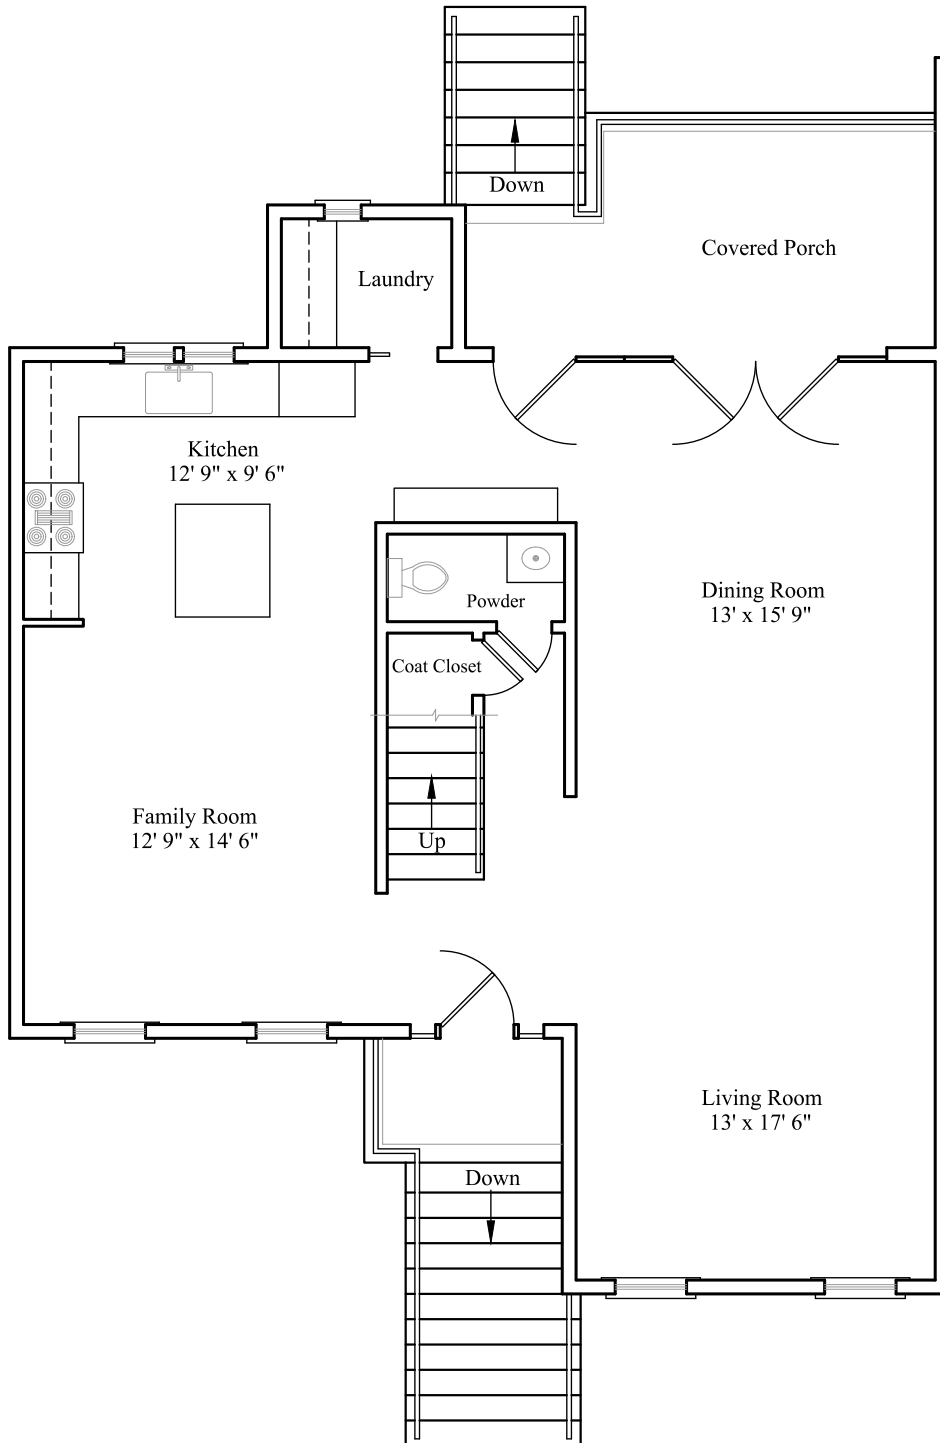 Down
Covered Porch
Laundry
Kitchen
12' 9" x 9' 6"
Dining Room
13' x 15' 9"
Powder
Coat Closet
Family Room
12' 9" x 14' 6"
Up
Living Room
13' x 17' 6"
Down